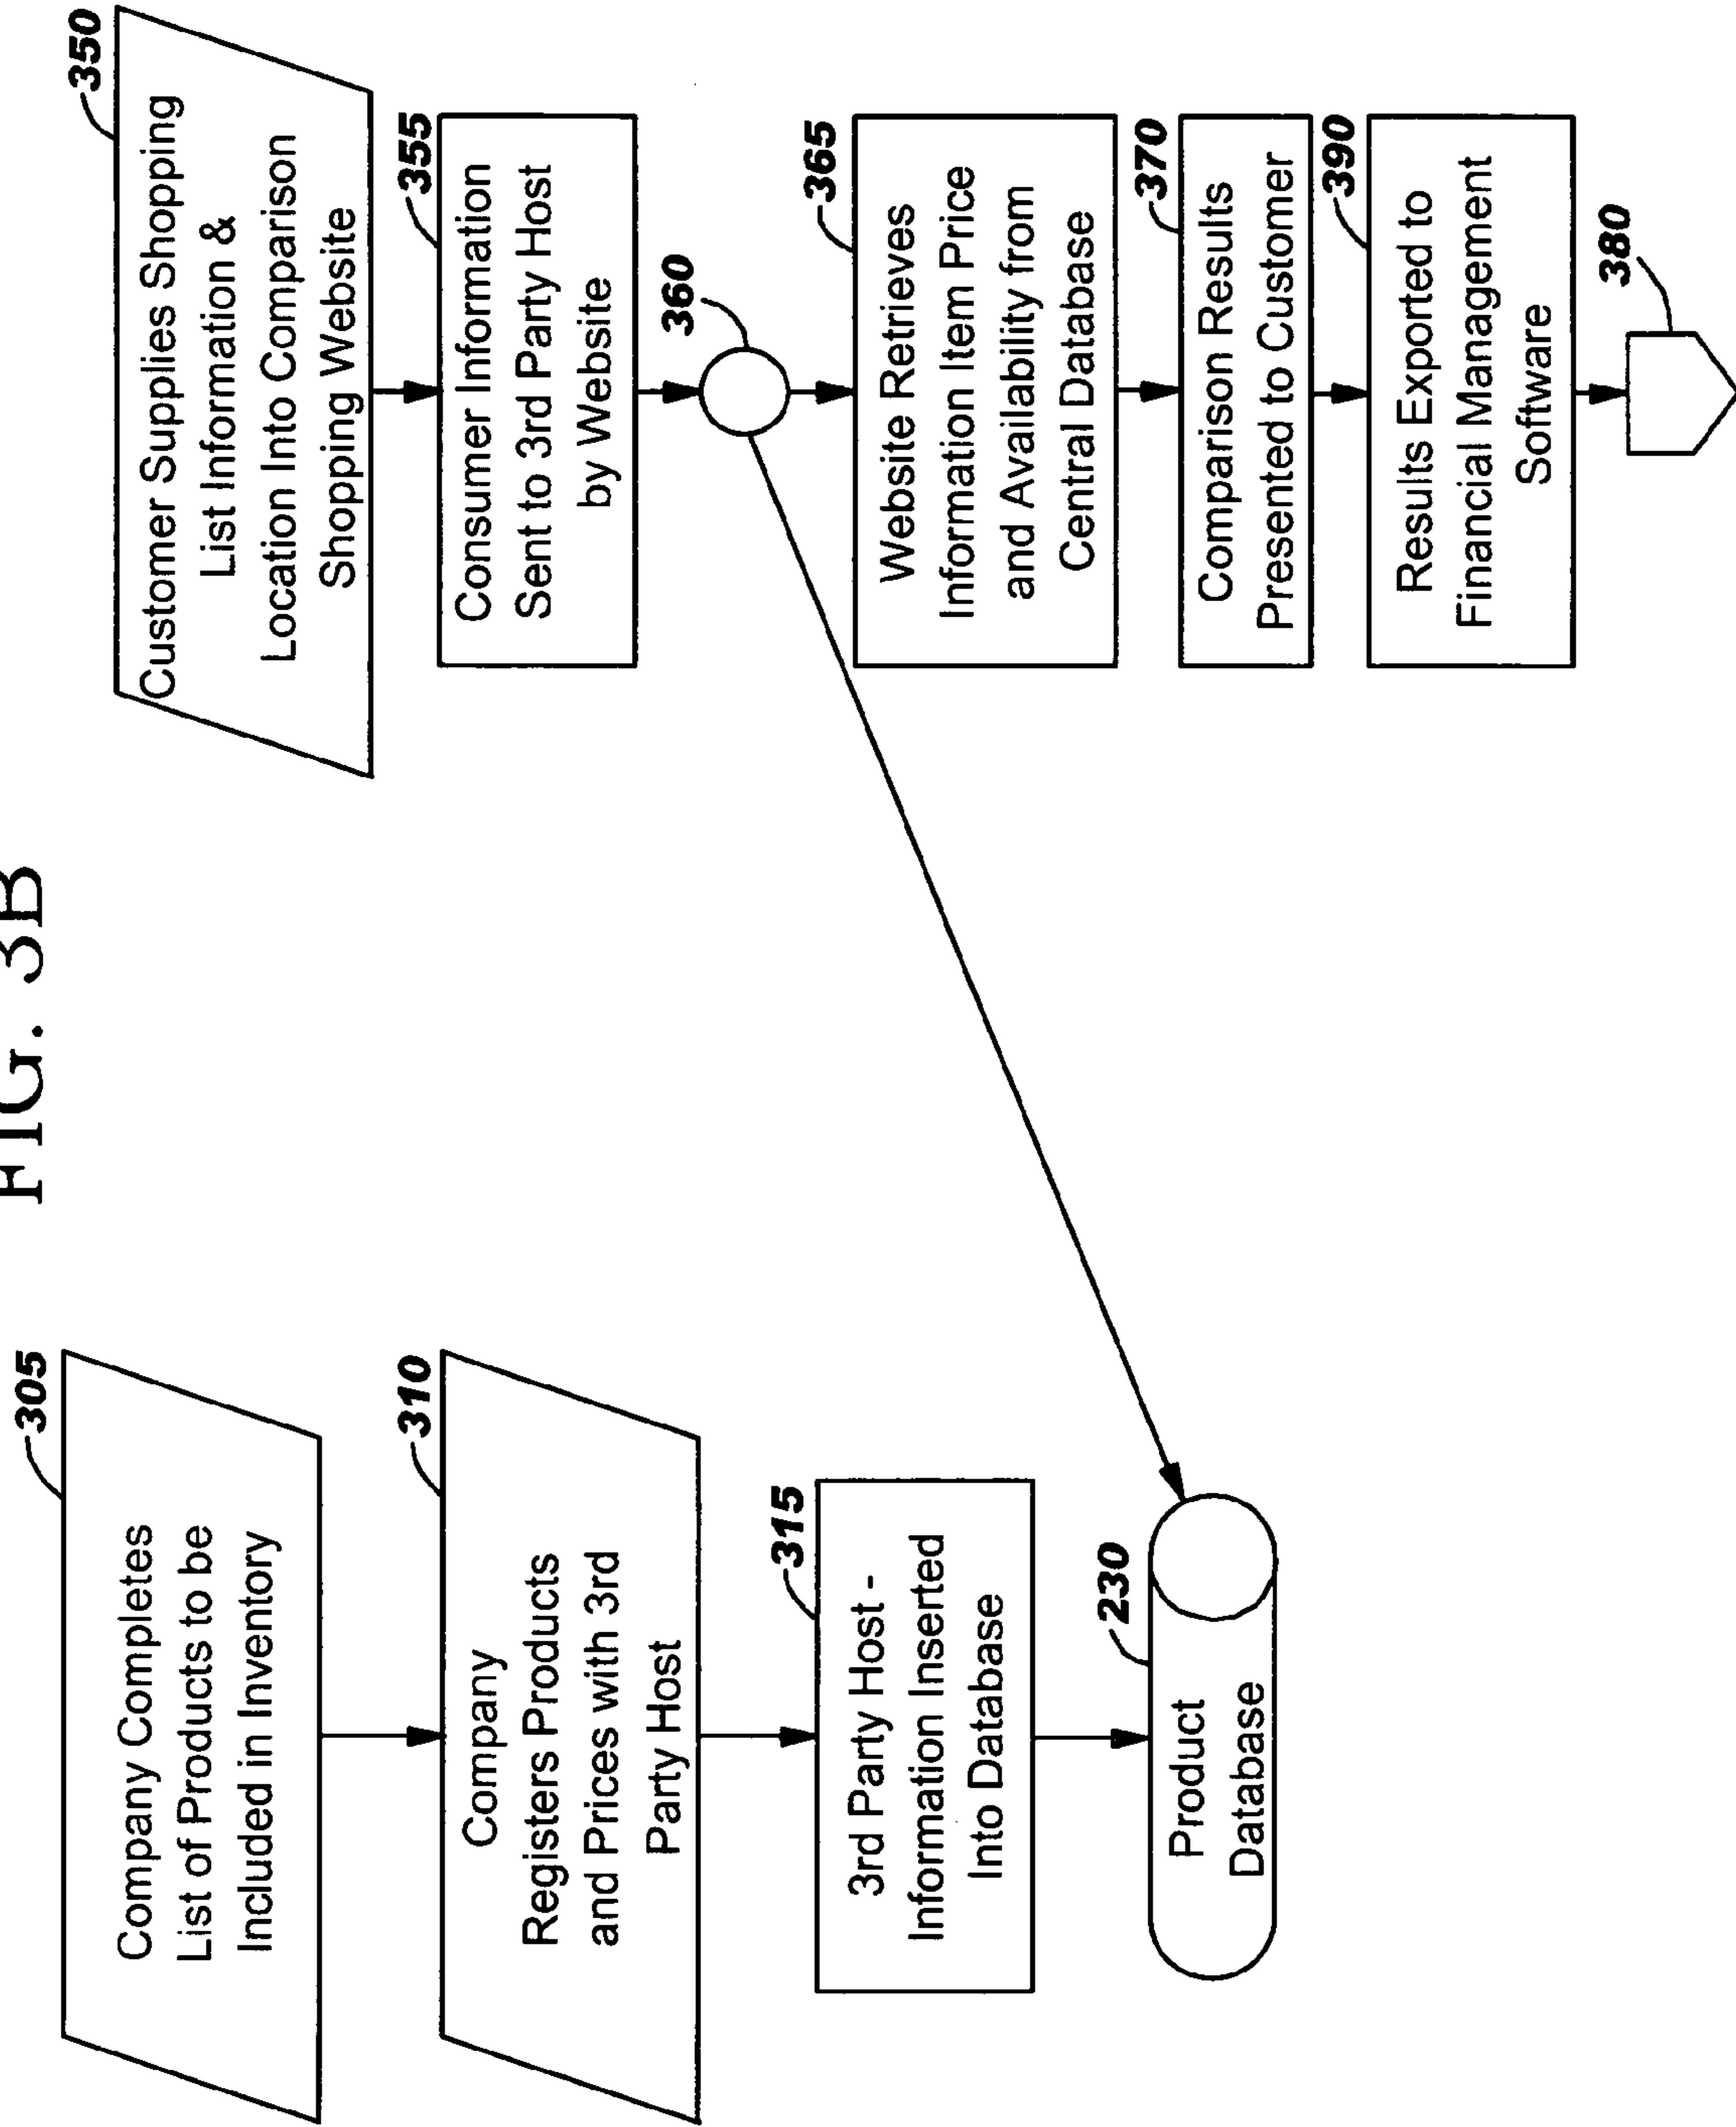 FIG. 3B
305
Company Completes
List of Products to be
Included in Inventory
310
Company
Registers Products
and Prices with 3rd
Party Host
315
3rd Party Host -
Information Inserted
Into Database
230
Product
Database
350
Customer Supplies Shopping
List Information &
Location Into Comparison
Shopping Website
355
Consumer Information
Sent to 3rd Party Host
by Website
360
365
Website Retrieves
Information Item Price
and Availability from
Central Database
370
Comparison Results
Presented to Customer
390
Results Exported to
Financial Management
Software
380